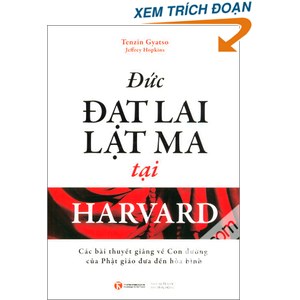 XEM TRÍCH ĐOẠN
Tenzin Gyatso
Jeffrey Hopkins
Đức
ĐẠT LAI
LẠT MA
tại
HARVARD
.com
Các bài thuyết giảng về Con đường
của Phật giáo đưa đến hòa bình